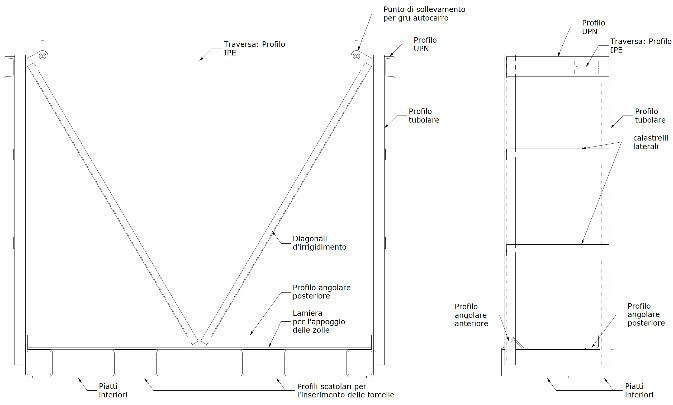 Punto di sollevamento
per gru autocarro
Traversa: Profilo
IPE
Profilo
UPN
Profilo
tubolare
Diagonali
d'irrigidimento
Profilo angolare
posteriore
Lamiera
per l'appoggio
delle zolle
Piatti
inferiori
Profili scatolari per
l'inserimento delle forcelle
Profilo
UPN
Traversa: Profilo
IPE
Profilo
tubolare
calastrelli
laterali
Profilo
angolare
anteriore
Profilo
angolare
posteriore
Piatti
inferiori